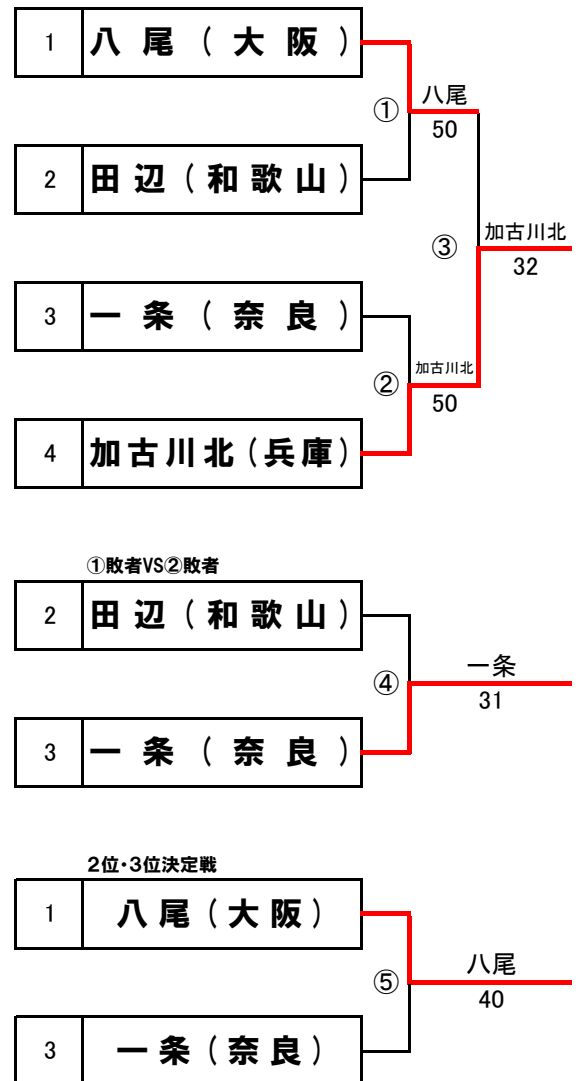 1 八尾(大阪)
八尾
① 50
2 田辺(和歌山)
加古川北
③ 32
3 一条(奈良)
加古川北
② 50
4 加古川北(兵庫)
①敗者VS②敗者
2 田辺(和歌山)
一条
④ 31
3 一条(奈良)
2位・3位決定戦
1 八尾(大阪)
八尾
⑤ 40
3 一条(奈良)